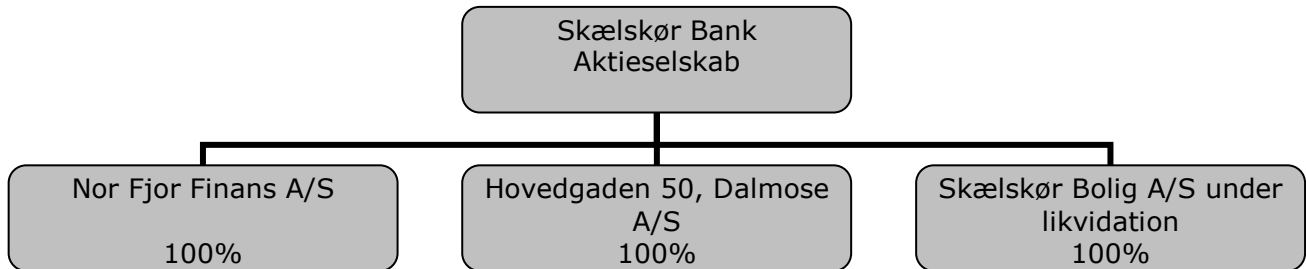 Skælskør Bank
Aktieselskab
Nor Fjor Finans A/S
100%
Hovedgaden 50, Dalmose
A/S
100%
Skælskør Bolig A/S under
likvidation
100%